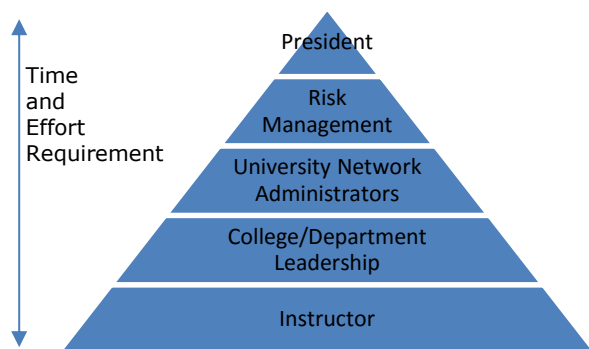 President
Time
and
Effort
Requirement
Risk
Management
University Network
Administrators
College/Department
Leadership
Instructor